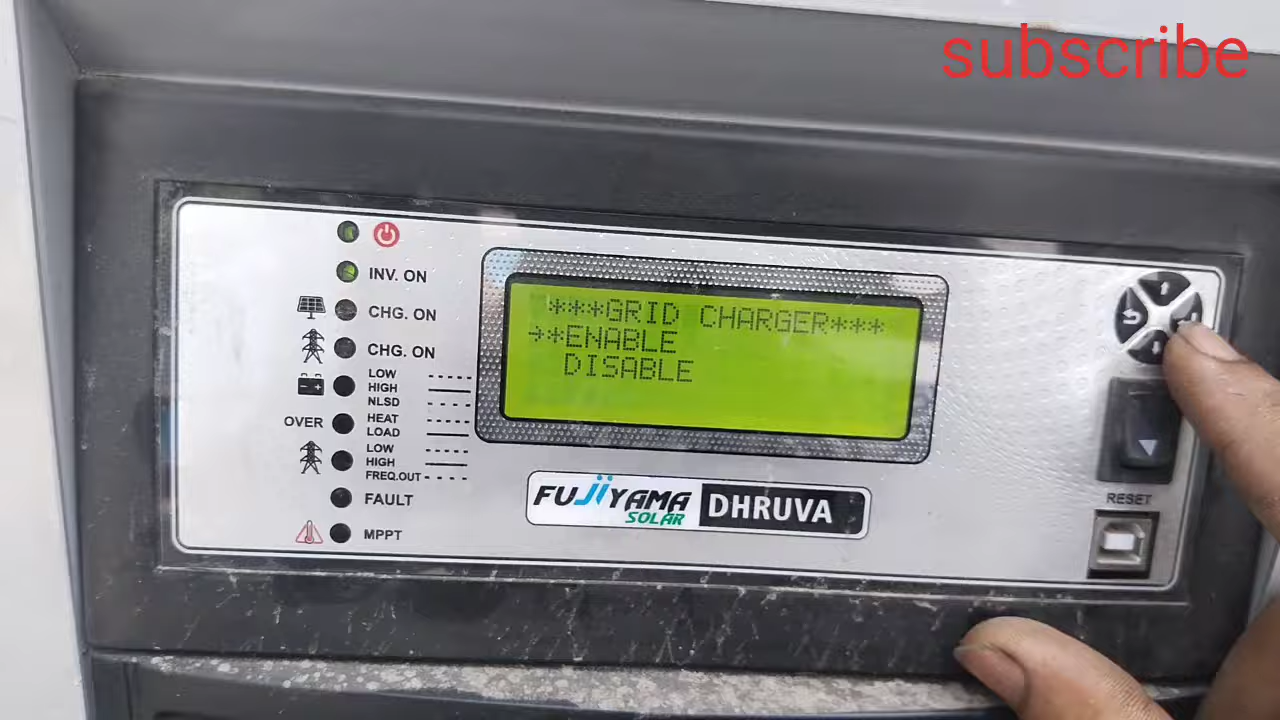 subscribe
INV. ON
CHG. ON
CHG. ON
LOW
HIGH
NLSD
OVER
HEAT
LOAD
LOW
HIGH
FREQ.OUT
FAULT
MPPT
***GRID CHARGER***
→*ENABLE
DISABLE
FUJIYAMA
SOLAR
DHRUVA
RESET